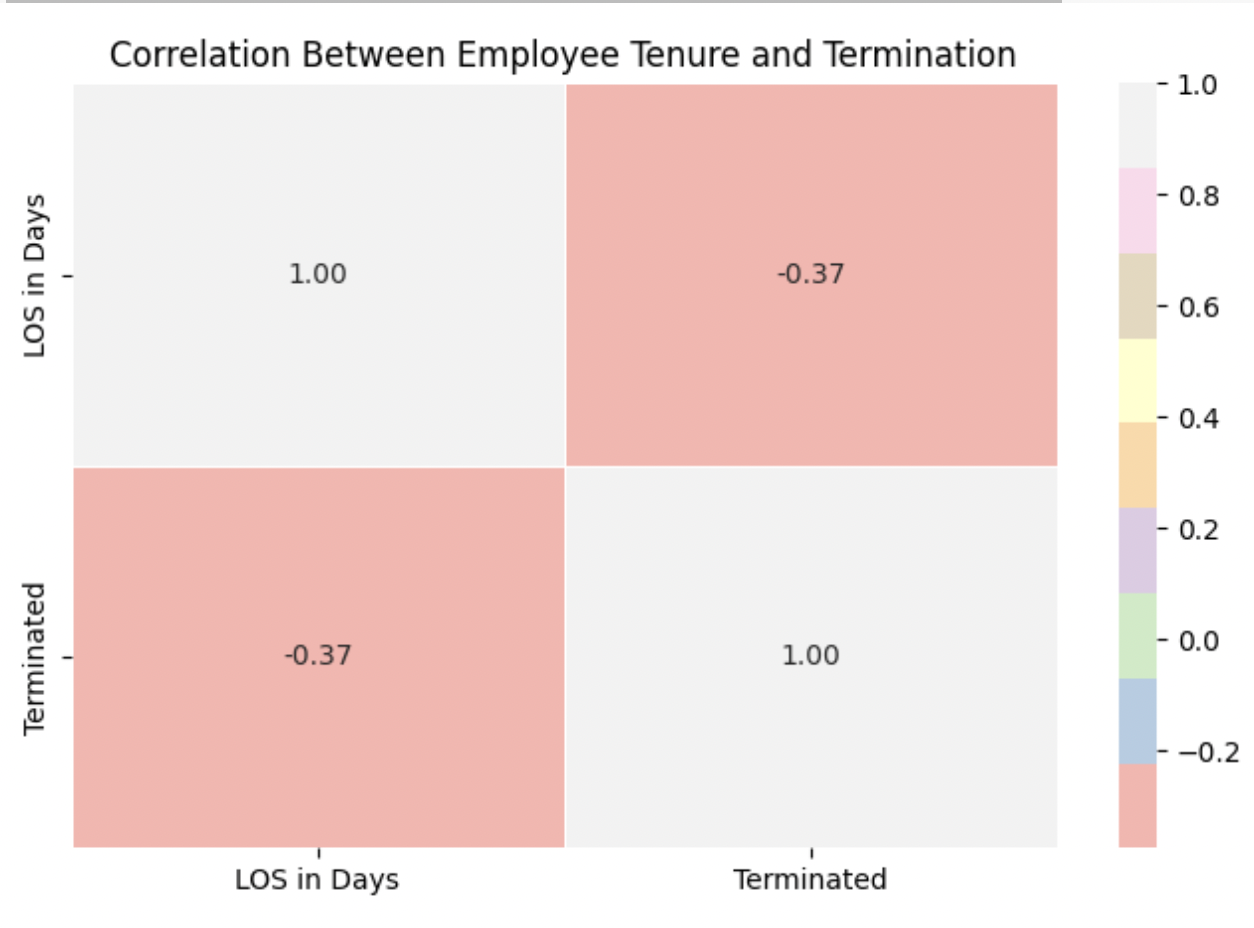 Correlation Between Employee Tenure and Termination
LOS in Days
Terminated
1.00
-0.37
-0.37
1.00
LOS in Days
Terminated
1.0
0.8
0.6
0.4
0.2
0.0
−0.2